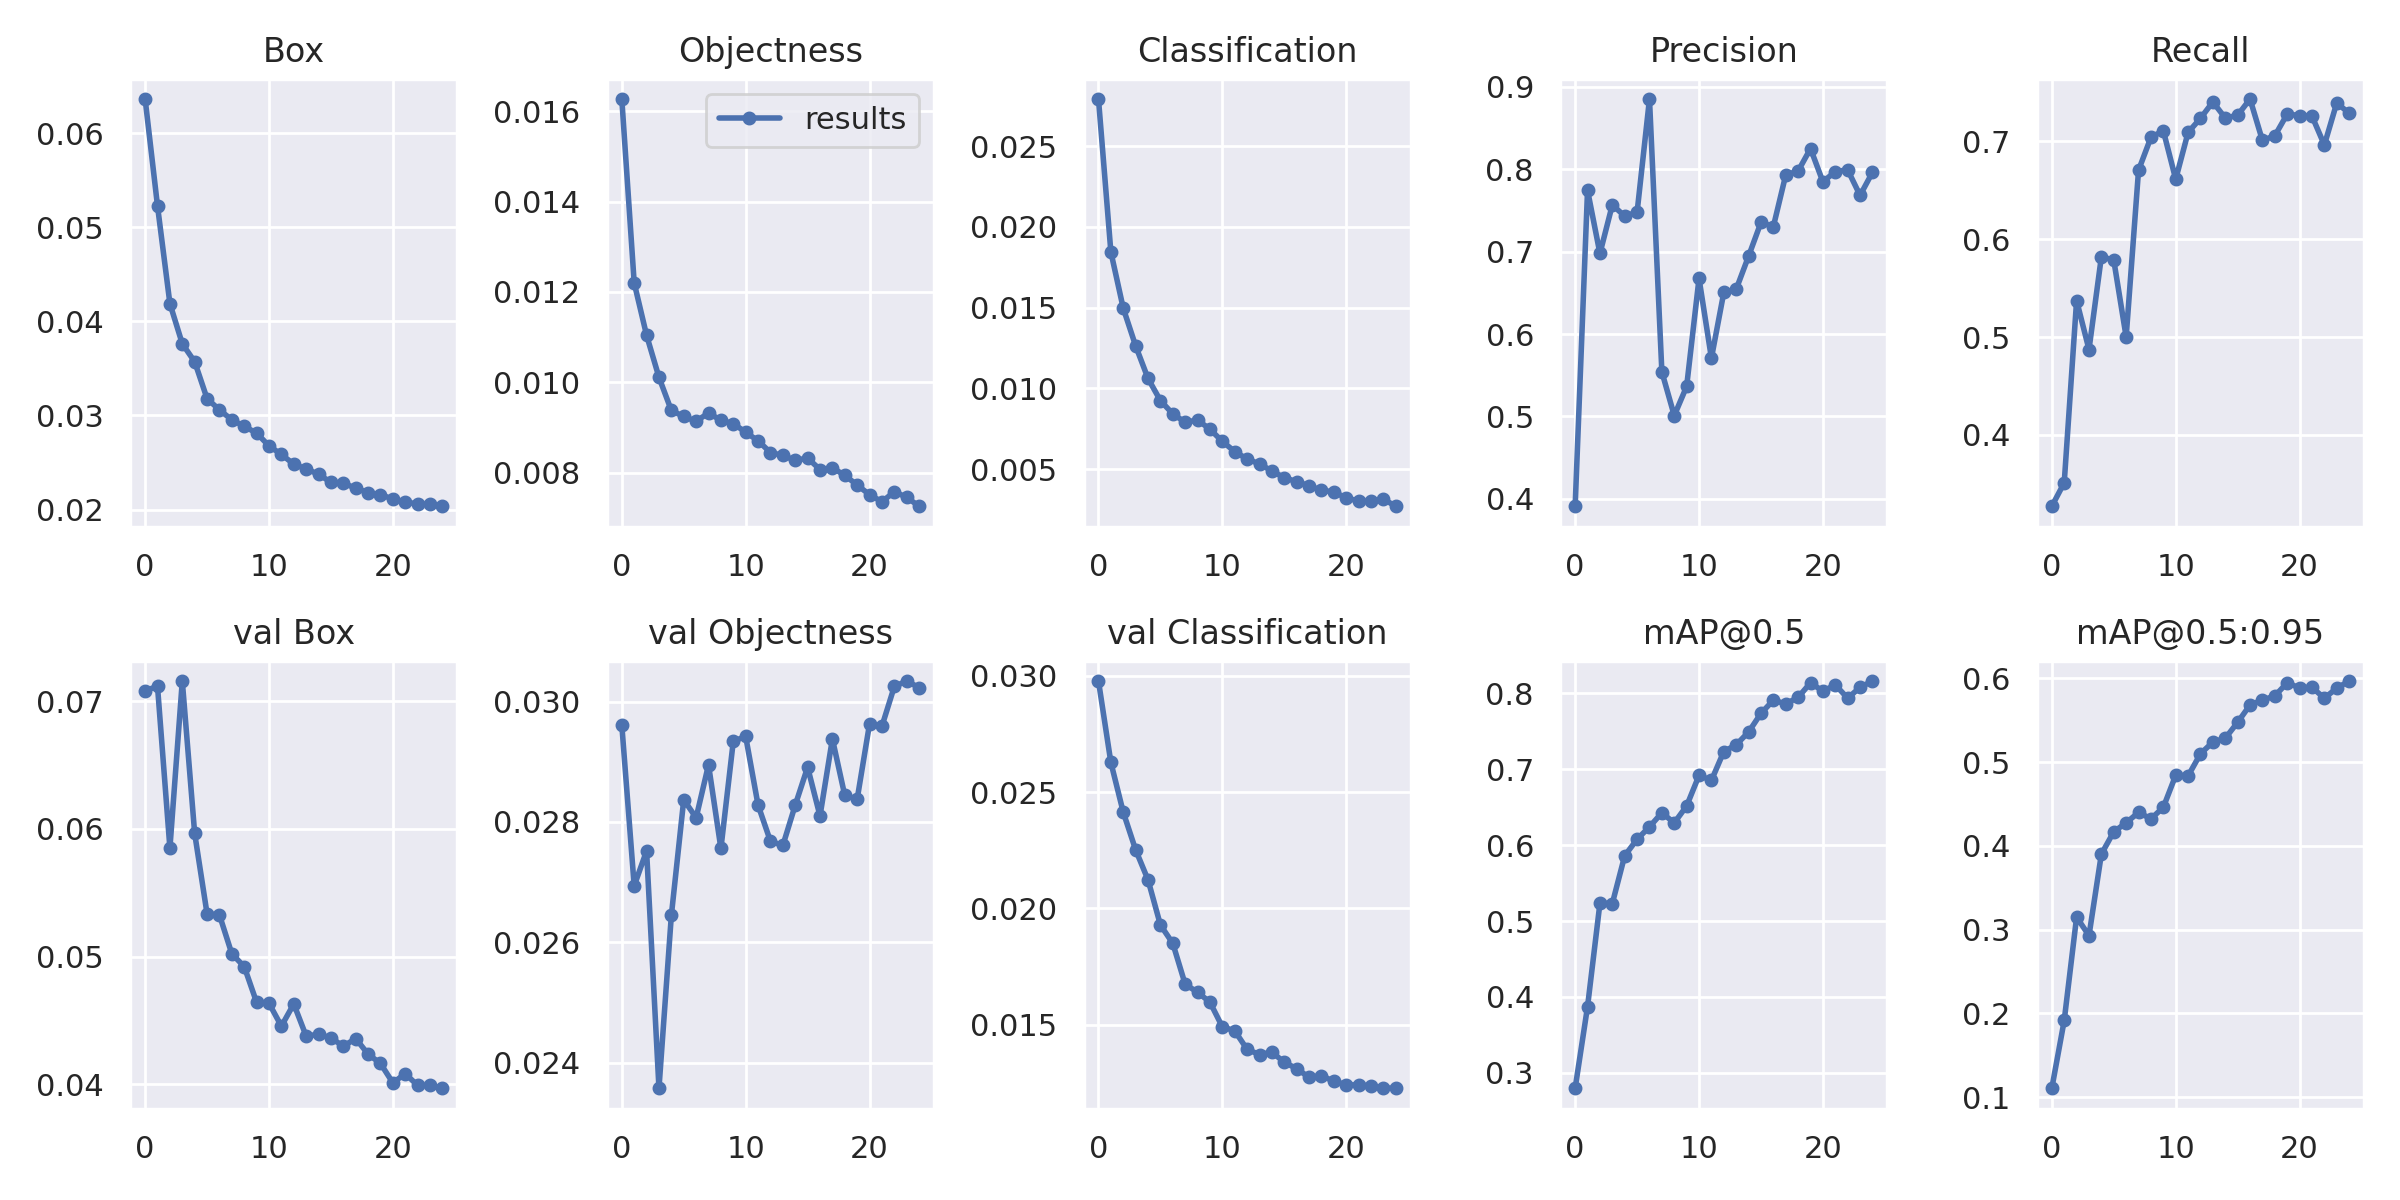 Box
0.06
0.05
0.04
0.03
0.02
0 10 20
Objectness
results
0.016
0.014
0.012
0.010
0.008
0 10 20
Classification
0.025
0.020
0.015
0.010
0.005
0 10 20
Precision
0.9
0.8
0.7
0.6
0.5
0.4
0 10 20
Recall
0.7
0.6
0.5
0.4
0 10 20
val Box
0.07
0.06
0.05
0.04
0 10 20
val Objectness
0.030
0.028
0.026
0.024
0 10 20
val Classification
0.030
0.025
0.020
0.015
0 10 20
mAP@0.5
0.8
0.7
0.6
0.5
0.4
0.3
0 10 20
mAP@0.5:0.95
0.6
0.5
0.4
0.3
0.2
0.1
0 10 20